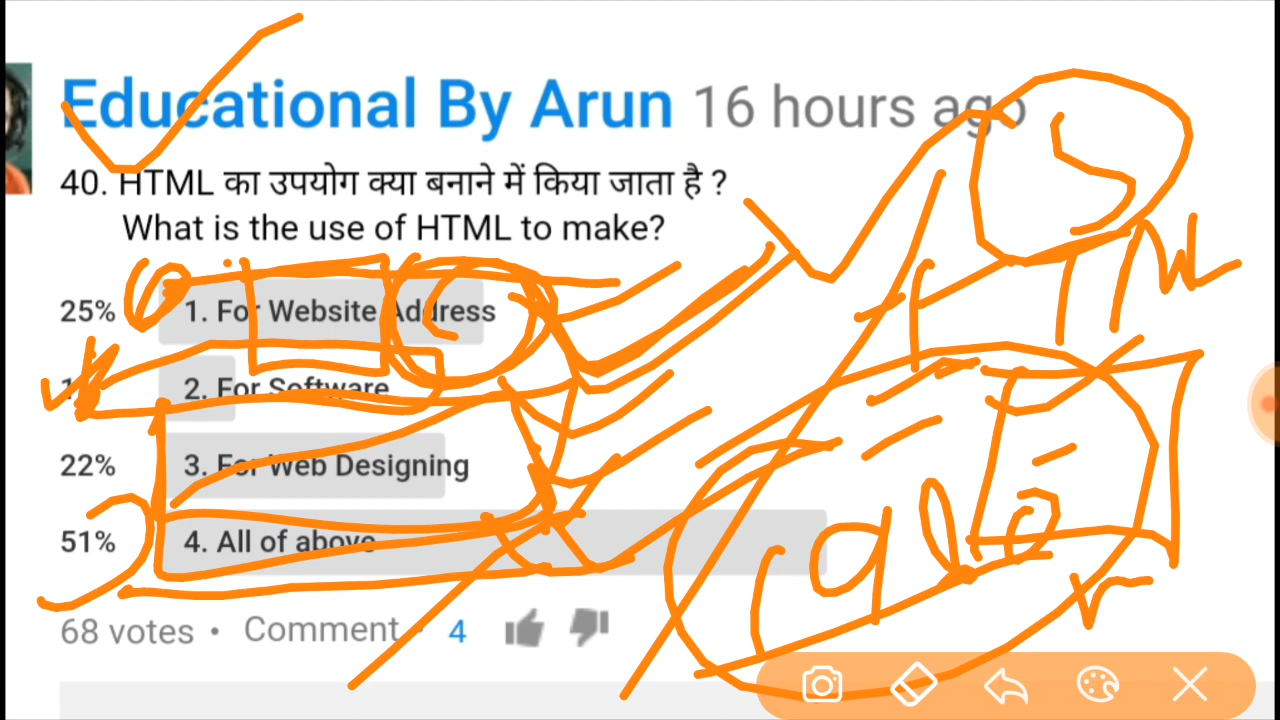 Educational By Arun 16 hours ago
40. HTML का उपयोग क्या बनाने में किया जाता है ?
What is the use of HTML to make?
25% 1. For Website Address
2. For Software
22% 3. For Web Designing
51% 4. All of above
68 votes • Comment • 4